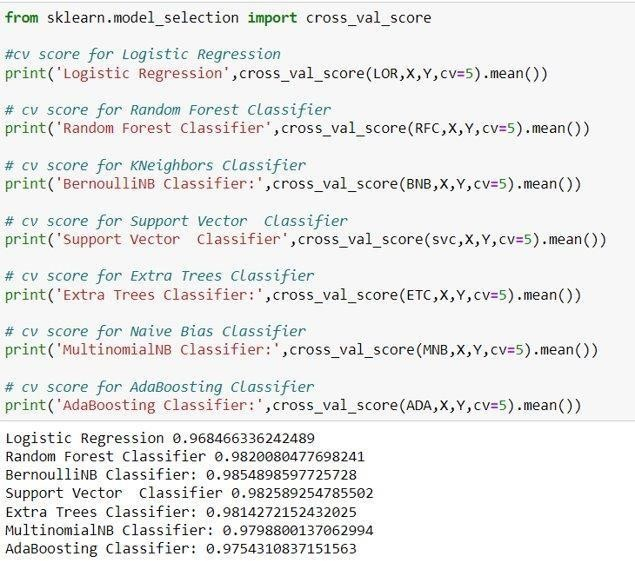 from sklearn.model_selection import cross_val_score
#cv score for Logistic Regression
print('Logistic Regression',cross_val_score(LOR,X,Y,cv=5).mean())
# cv score for Random Forest Classifier
print('Random Forest Classifier',cross_val_score(RFC,X,Y,cv=5).mean())
# cv score for KNeighbors Classifier
print('BernoulliNB Classifier:',cross_val_score(BNB,X,Y,cv=5).mean())
# cv score for Support Vector  Classifier
print('Support Vector  Classifier',cross_val_score(svc,X,Y,cv=5).mean())
# cv score for Extra Trees Classifier
print('Extra Trees Classifier:',cross_val_score(ETC,X,Y,cv=5).mean())
# cv score for Naive Bias Classifier
print('MultinomialNB Classifier:',cross_val_score(MNB,X,Y,cv=5).mean())
# cv score for AdaBoosting Classifier
print('AdaBoosting Classifier:',cross_val_score(ADA,X,Y,cv=5).mean())
Logistic Regression 0.968466336242489
Random Forest Classifier 0.9820080477698241
BernoulliNB Classifier: 0.9854898597725728
Support Vector  Classifier 0.982589254785502
Extra Trees Classifier: 0.9814272152432025
MultinomialNB Classifier: 0.9798800137062994
AdaBoosting Classifier: 0.9754310837151563